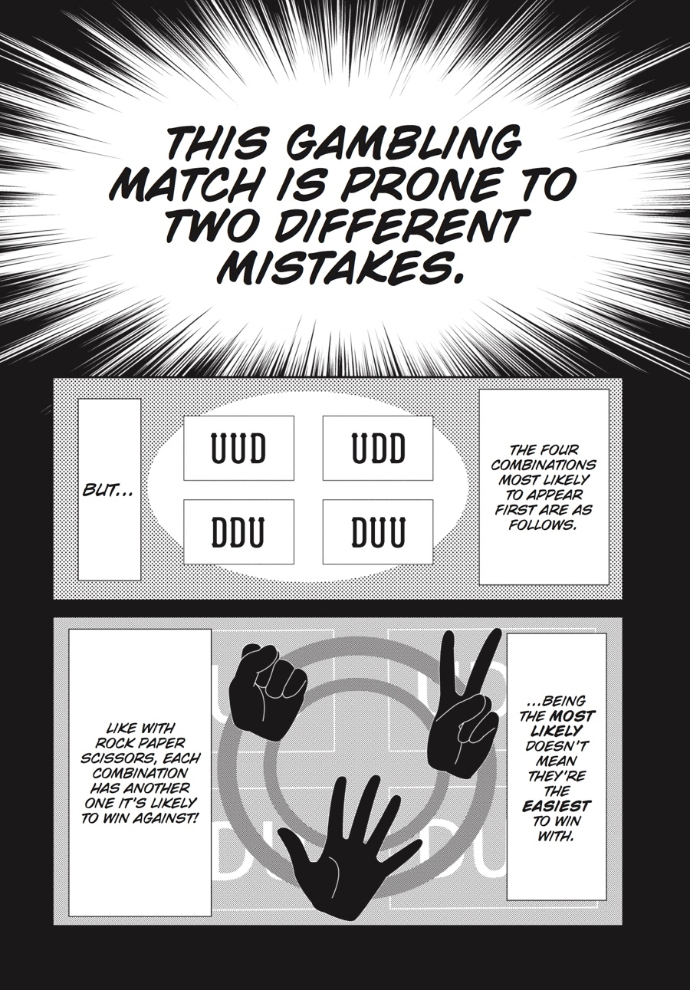 THIS GAMBLING
MATCH IS PRONE TO
TWO DIFFERENT
MISTAKES.
THE FOUR
COMBINATIONS
MOST LIKELY
TO APPEAR
FIRST ARE AS
FOLLOWS.
UUD
UDD
DDU
DUU
BUT...
...BEING
THE MOST
LIKELY
DOESN'T
MEAN
THEY'RE
THE
EASIEST
TO WIN
WITH.
LIKE WITH
ROCK PAPER
SCISSORS, EACH
COMBINATION
HAS ANOTHER
ONE IT'S LIKELY
TO WIN AGAINST!